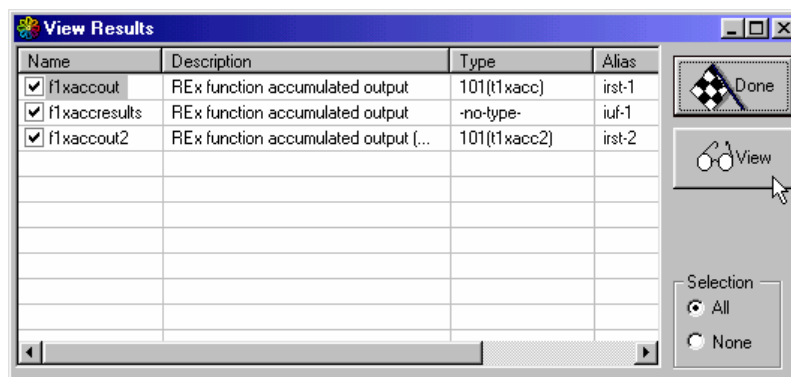 View Results
Name Description Type Alias
f1xaccout REx function accumulated output 101(t1xacc) irst-1
f1xaccresults REx function accumulated output -no-type- iuf-1
f1xaccout2 REx function accumulated output (... 101(t1xacc2) irst-2
Done
View
Selection
All
None